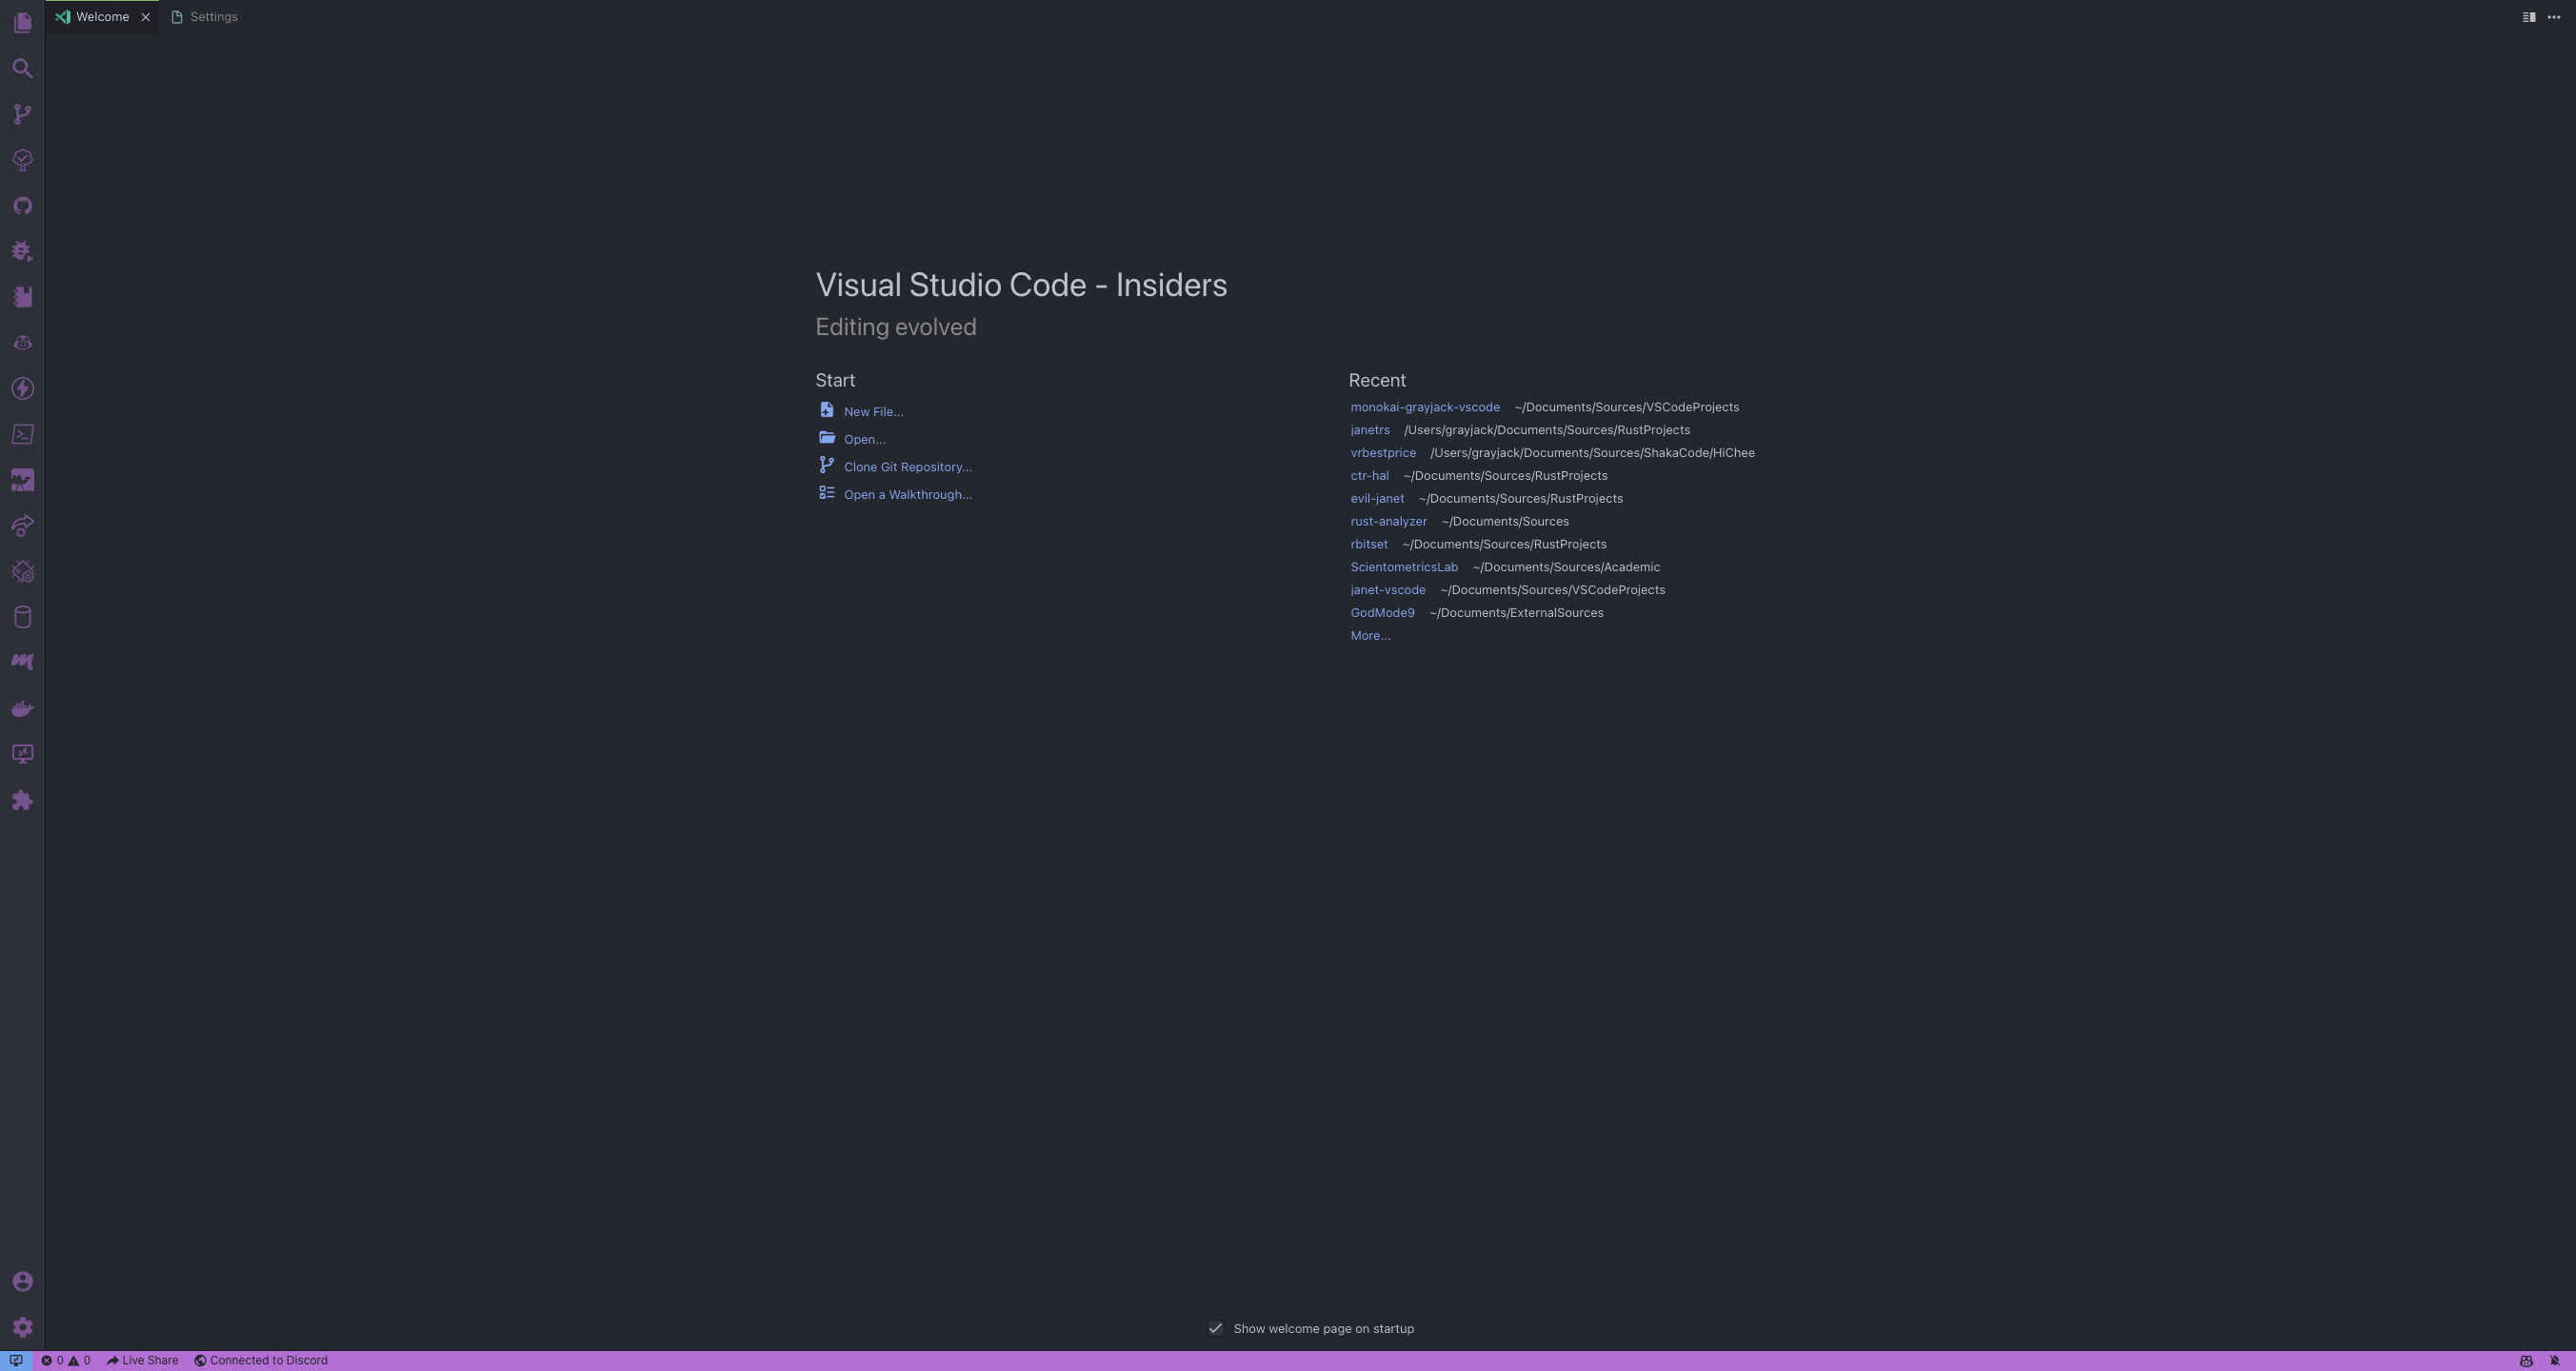 Welcome
Settings
Visual Studio Code - Insiders
Editing evolved
Start
New File...
Open...
Clone Git Repository...
Open a Walkthrough...
Recent
monokai-grayjack-vscode ~/Documents/Sources/VSCodeProjects
janetrs /Users/grayjack/Documents/Sources/RustProjects
vrbestprice /Users/grayjack/Documents/Sources/ShakaCode/HiChee
ctr-hal ~/Documents/Sources/RustProjects
evil-janet ~/Documents/Sources/RustProjects
rust-analyzer ~/Documents/Sources
rbitset ~/Documents/Sources/RustProjects
ScientometricsLab ~/Documents/Sources/Academic
janet-vscode ~/Documents/Sources/VSCodeProjects
GodMode9 ~/Documents/ExternalSources
More...
Show welcome page on startup
0 0 Live Share Connected to Discord